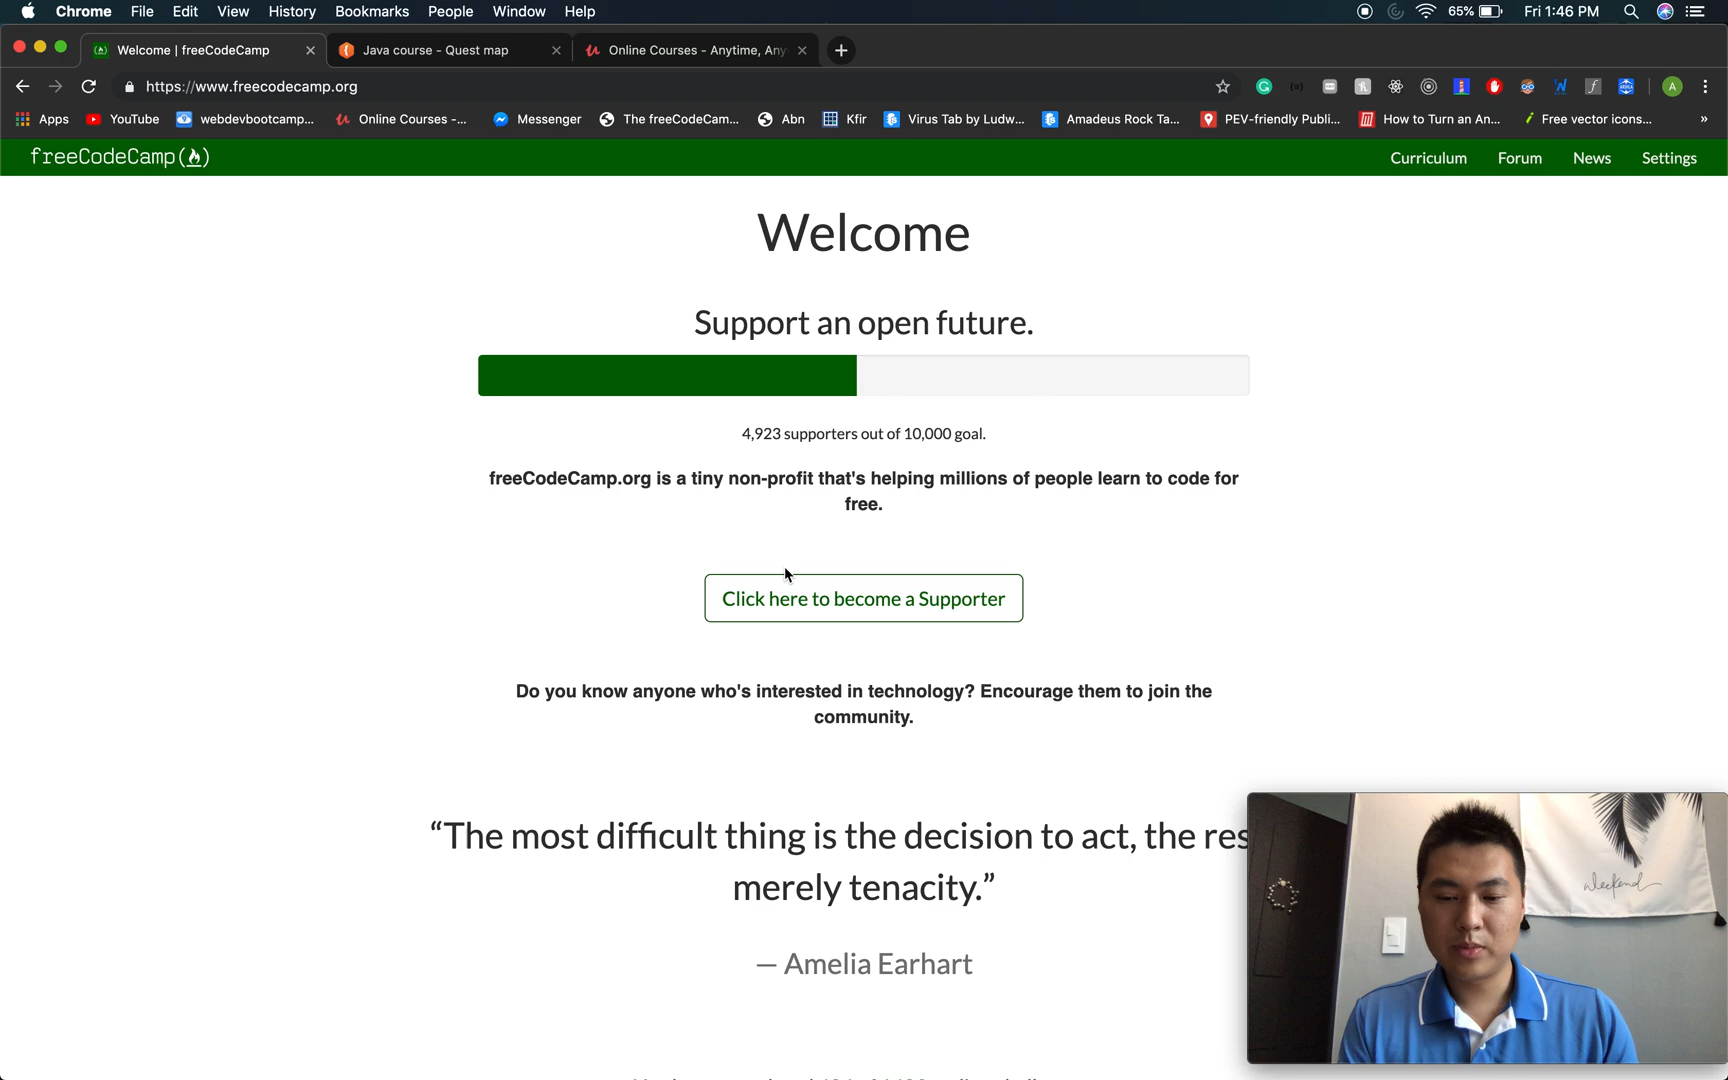 Chrome File Edit View History Bookmarks People Window Help 65% Fri 1:46 PM
Welcome | freeCodeCamp Java course - Quest map Online Courses - Anytime, Any
https://www.freecodecamp.org A
Apps YouTube webdevbootcamp... Online Courses -... Messenger The freeCodeCam... Abn Kfir Virus Tab by Ludw... Amadeus Rock Ta... PEV-friendly Publi... How to Turn an An... Free vector icons... »
freeCodeCamp Curriculum Forum News Settings
Welcome
Support an open future.
4,923 supporters out of 10,000 goal.
freeCodeCamp.org is a tiny non-profit that's helping millions of people learn to code for
free.
Click here to become a Supporter
Do you know anyone who's interested in technology? Encourage them to join the
community.
“The most difficult thing is the decision to act, the res
merely tenacity.”
— Amelia Earhart
weekend